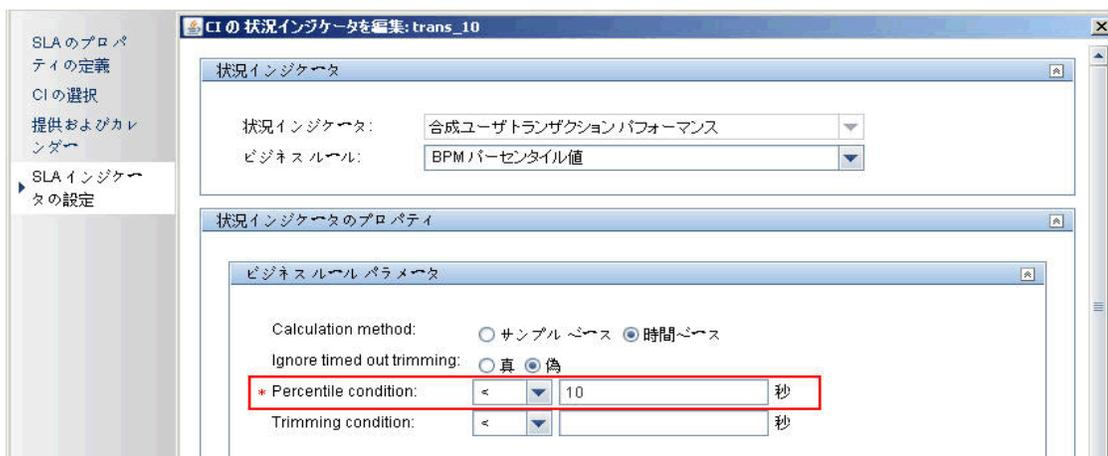 SLA のプロパ
ティの定義
CI の選択
提供およびカレ
ンダー
SLA インジケー
タの設定
CI の 状況インジケータを編集: trans_10
状況インジケータ
状況インジケータ:
合成ユーザトランザクション パフォーマンス
ビジネス ルール:
BPM パーセンタイル値
状況インジケータのプロパティ
ビジネス ルール パラメータ
Calculation method:
サンプル ベース 時間ベース
Ignore timed out trimming:
真 偽
* Percentile condition: < 10 秒
Trimming condition: < 秒